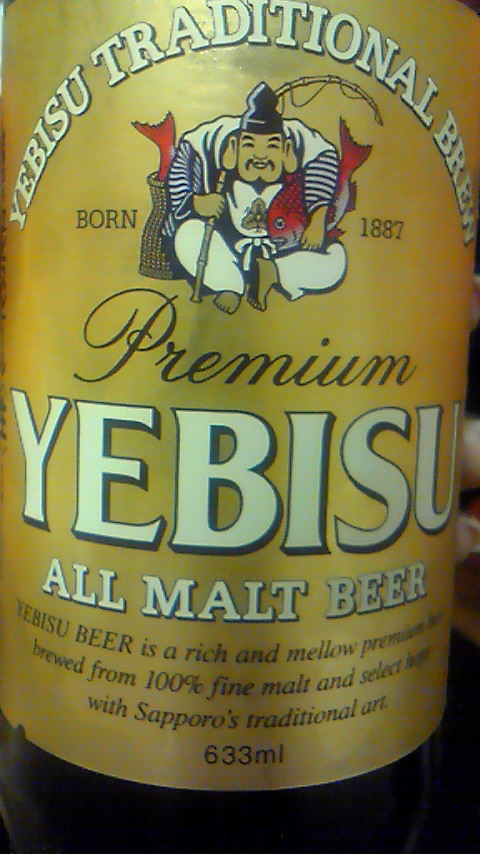 YEBISU TRADITIONAL BREW
BORN 1887
Premium
YEBISU
ALL MALT BEER
YEBISU BEER is a rich and mellow premium
brewed from 100% fine malt and select hops
with Sapporo's traditional art.
633ml